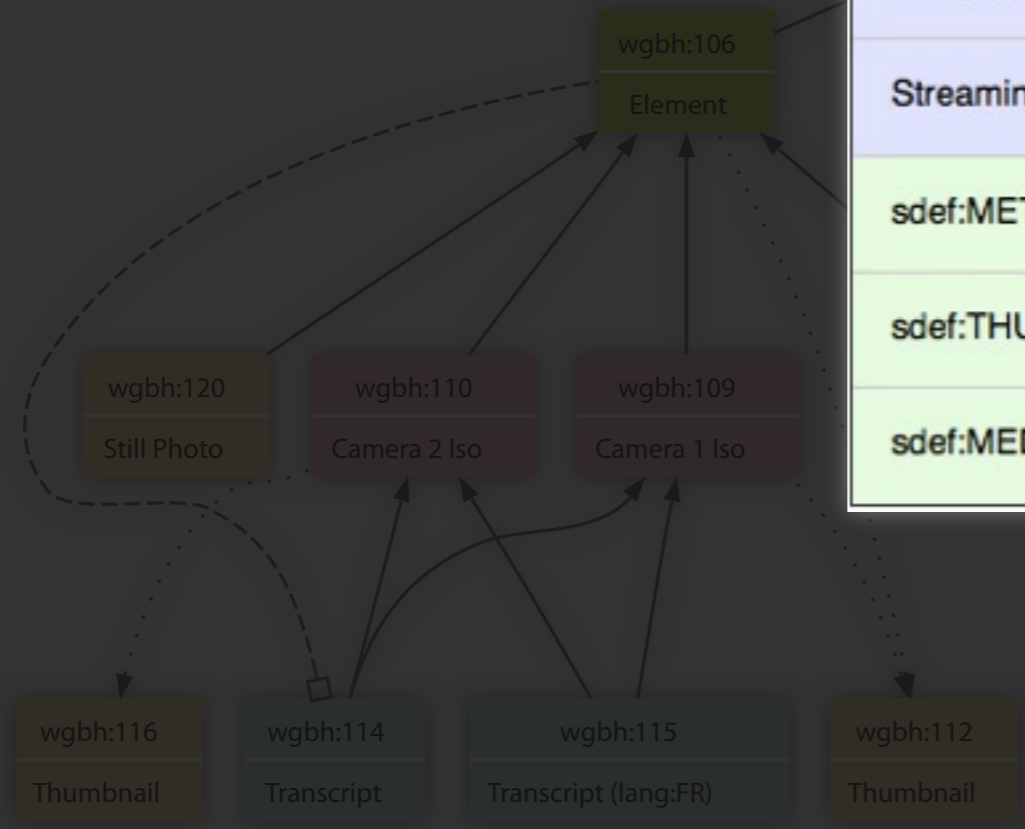 wgbh:106
Element
Streamin
sdef:MET
sdef:THU
sdef:MED
wgbh:120
Still Photo
wgbh:110
Camera 2 Iso
wgbh:109
Camera 1 Iso
wgbh:116
Thumbnail
wgbh:114
Transcript
wgbh:115
Transcript (lang:FR)
wgbh:112
Thumbnail